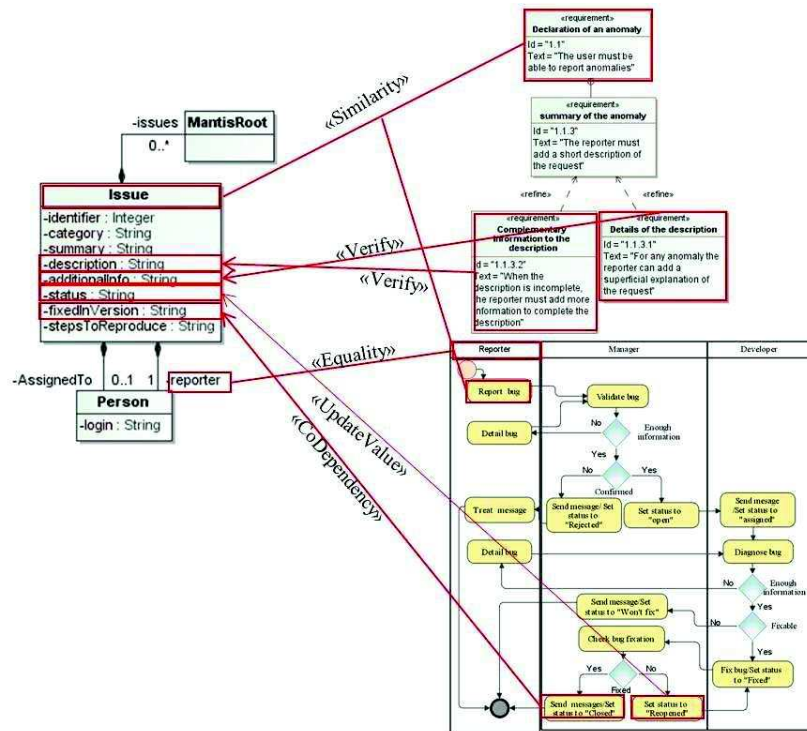 «requirement»
Declaration of an anomaly
Id = "1.1"
Text = "The user must be
able to report anomalies"
«requirement»
summary of the anomaly
Id = "1.1.3"
Text = "The reporter must
add a short description of
the request"
«refine»
«refine»
«requirement»
Complementary
information to the
description
Id = "1.1.3.2"
Text = "When the
description is incomplete,
he reporter must add more
information to complete the
description"
«requirement»
Details of the description
Id = "1.1.3.1"
Text = "For any anomaly the
reporter can add a
superficial explanation of
the request"
«Similarity»
«Verify»
«Verify»
«Equality»
«UpdateValue»
«CoDependency»
-issues
0..*
MantisRoot
Issue
-identifier : Integer
-category : String
-summary : String
-description : String
-additionalInfo : String
-status : String
-fixedInVersion : String
-stepsToReproduce : String
-AssignedTo
0..1
1
-reporter
Person
-login : String
Reporter
Manager
Developer
Report bug
Validate bug
No
Enough
information
Detail bug
Yes
No
Yes
Confirmed
Treat message
Send message/ Set
status to
"Rejected"
Set status to
"open"
Send mesage
/Set status to
"assigned"
Detail bug
Diagnose bug
No
Enough
information
Yes
Send message/Set
status to "Won't fix"
No
Fixable
Check bug fixation
Yes
Yes
No
Fixed
Fix bug/Set status
to "Fixed"
Send messages/Set
status to "Closed"
Set status to
"Reopened"